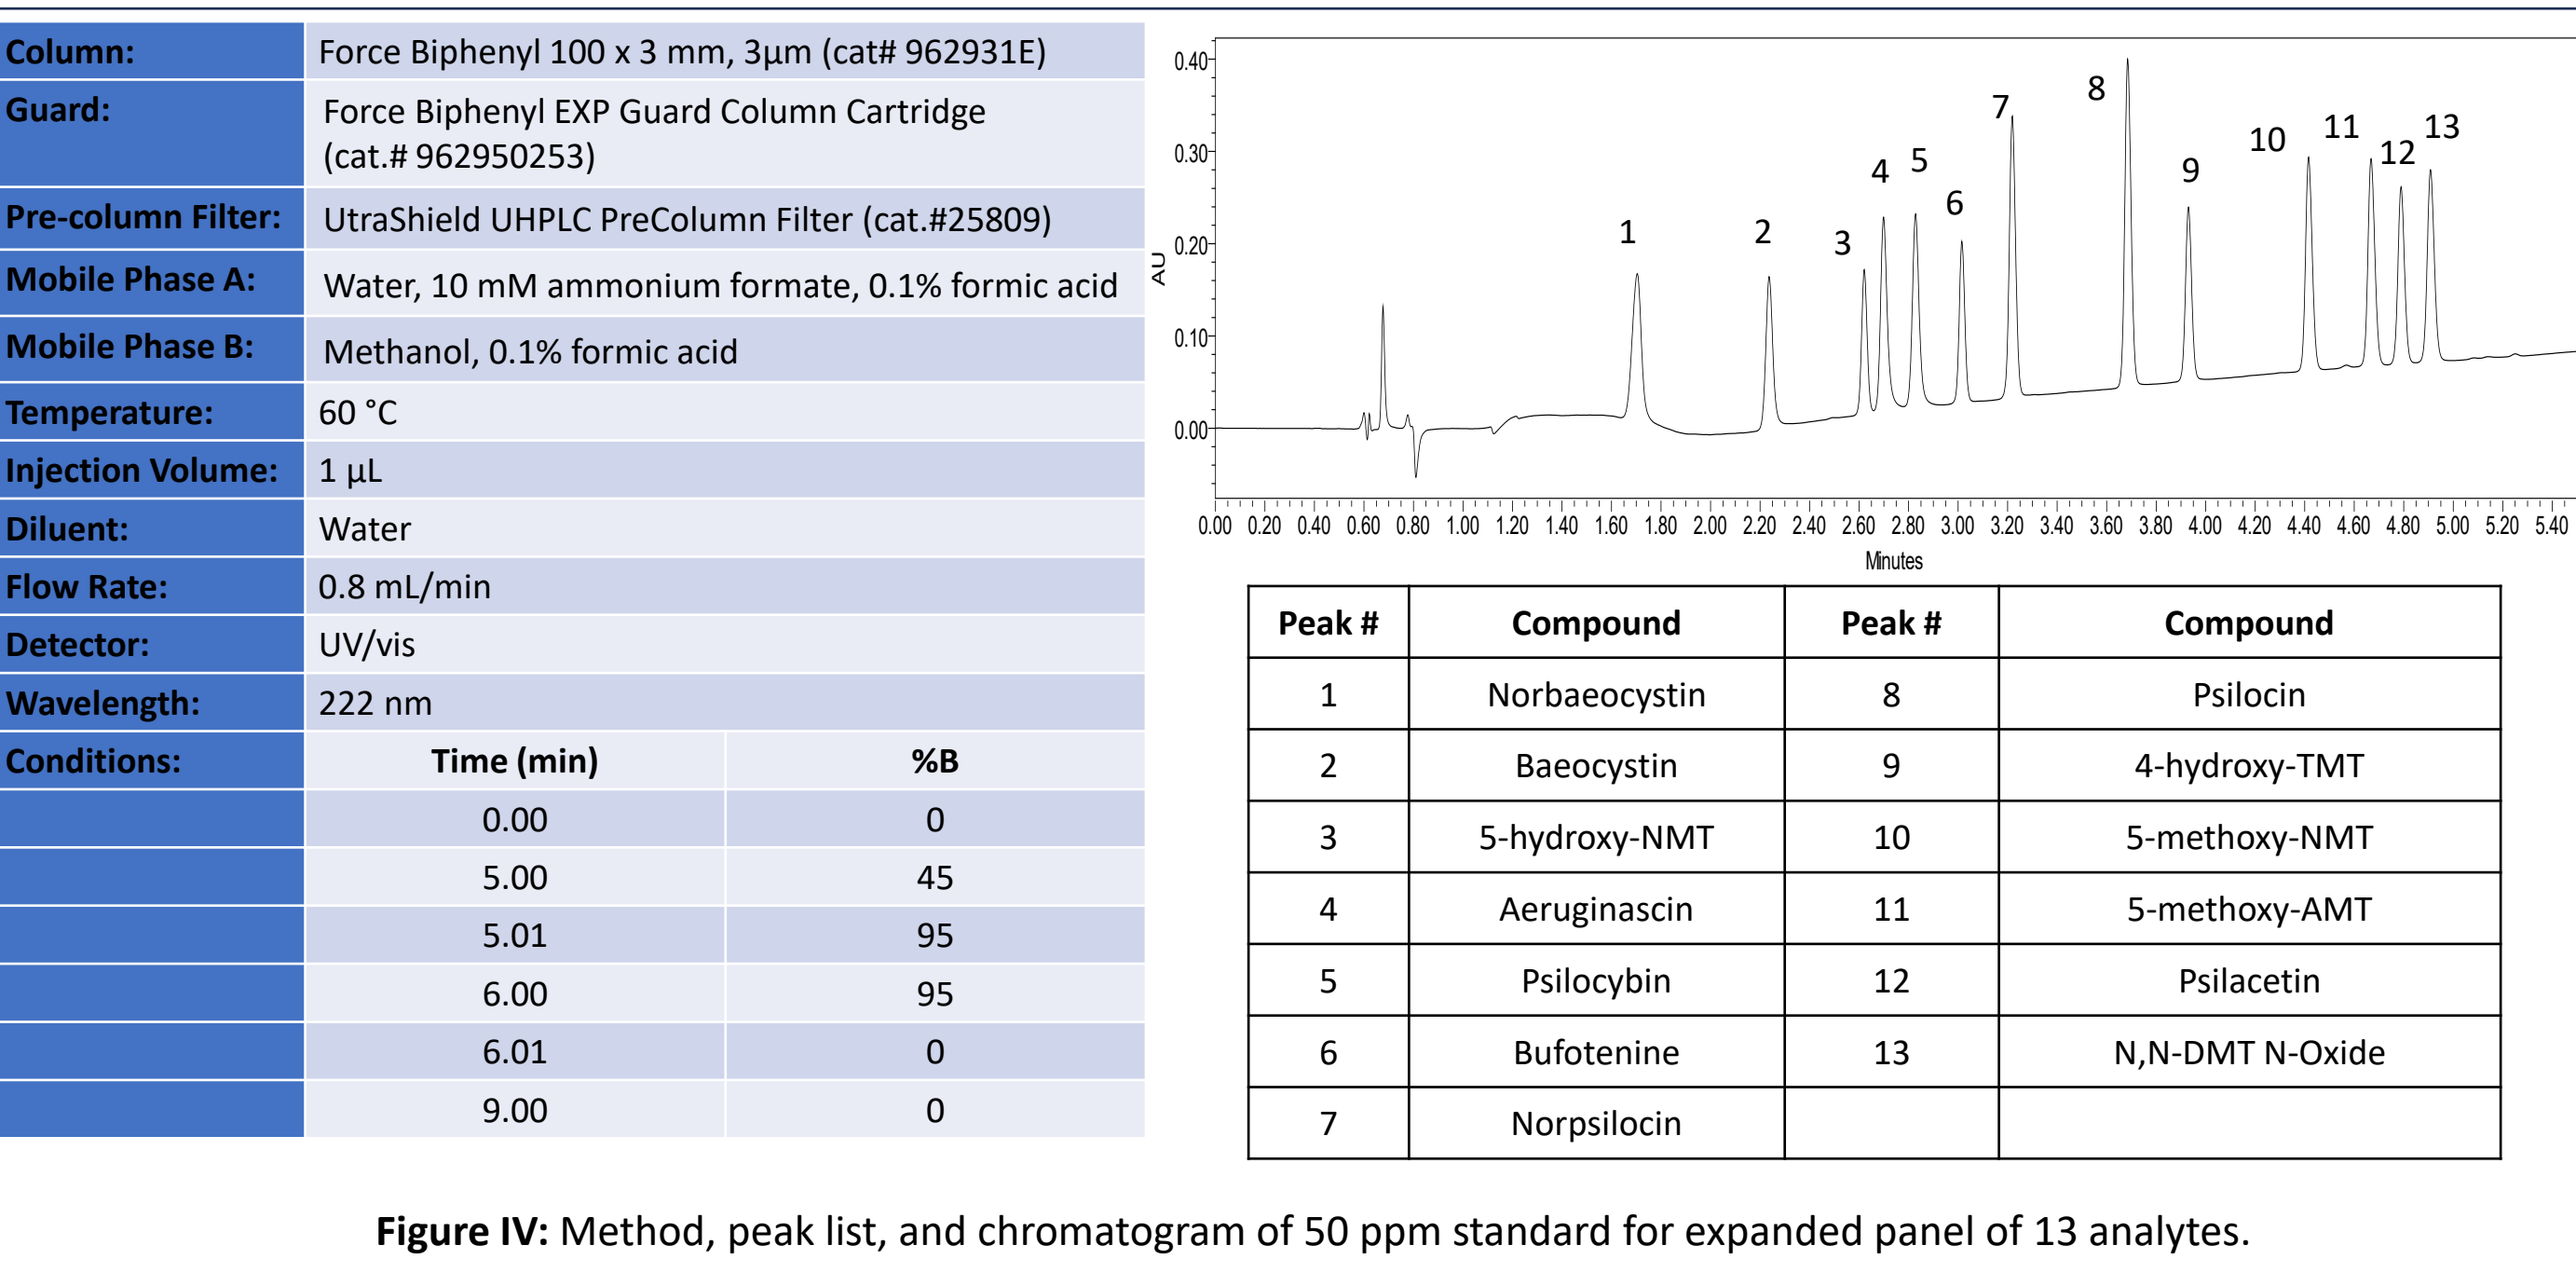 Column: Force Biphenyl 100 x 3 mm, 3µm (cat# 962931E)
Guard: Force Biphenyl EXP Guard Column Cartridge
(cat.# 962950253)
Pre-column Filter: UtraShield UHPLC PreColumn Filter (cat.#25809)
Mobile Phase A: Water, 10 mM ammonium formate, 0.1% formic acid
Mobile Phase B: Methanol, 0.1% formic acid
Temperature: 60 °C
Injection Volume: 1 µL
Diluent: Water
Flow Rate: 0.8 mL/min
Detector: UV/vis
Wavelength: 222 nm
Conditions: Time (min) %B
0.00 0
5.00 45
5.01 95
6.00 95
6.01 0
9.00 0
AU
0.40
0.30
0.20
0.10
0.00
1 2 3 4 5 6 7 8 9 10 11 12 13
0.00 0.20 0.40 0.60 0.80 1.00 1.20 1.40 1.60 1.80 2.00 2.20 2.40 2.60 2.80 3.00 3.20 3.40 3.60 3.80 4.00 4.20 4.40 4.60 4.80 5.00 5.20 5.40
Minutes
Peak # Compound Peak # Compound
1 Norbaeocystin 8 Psilocin
2 Baeocystin 9 4-hydroxy-TMT
3 5-hydroxy-NMT 10 5-methoxy-NMT
4 Aeruginascin 11 5-methoxy-AMT
5 Psilocybin 12 Psilacetin
6 Bufotenine 13 N,N-DMT N-Oxide
7 Norpsilocin
Figure IV: Method, peak list, and chromatogram of 50 ppm standard for expanded panel of 13 analytes.